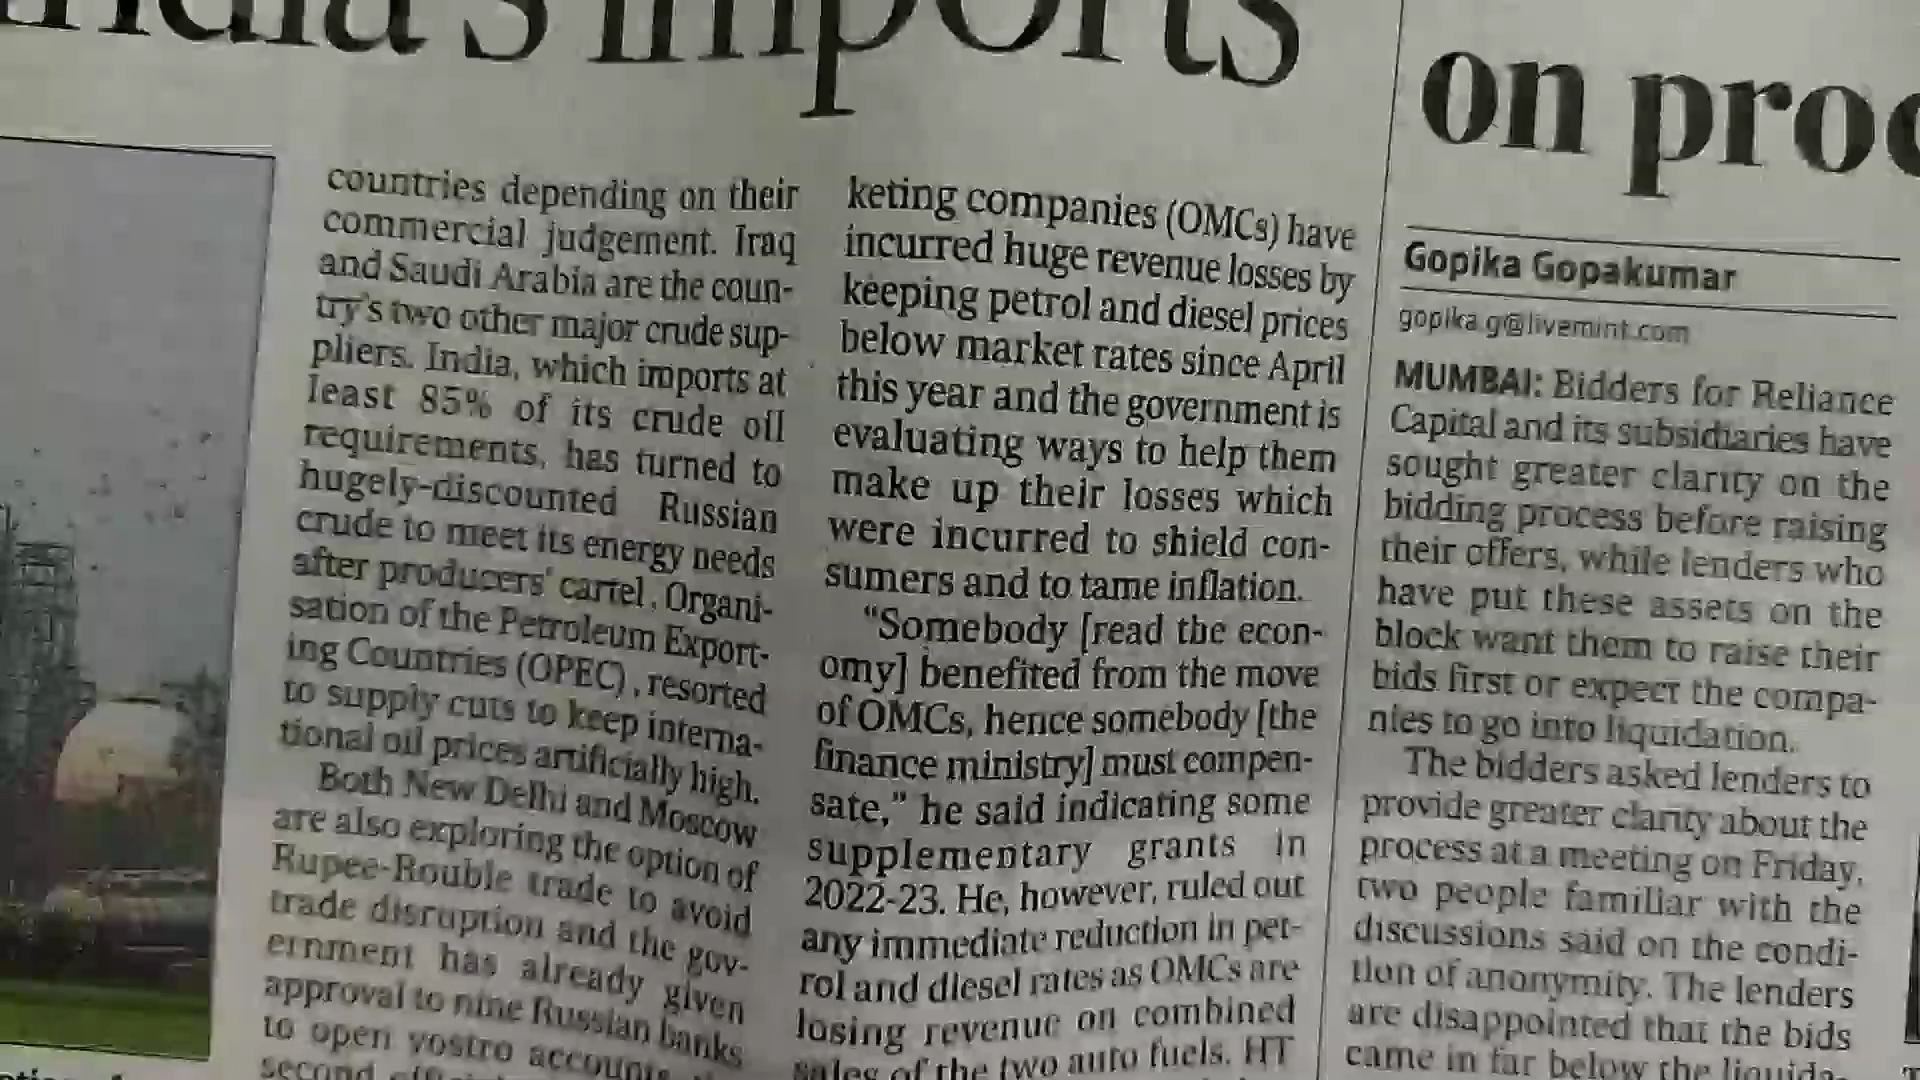 India's imports
countries depending on their
commercial judgement. Iraq
and Saudi Arabia are the coun-
try's two other major crude sup-
pliers. India, which imports at
least 85% of its crude oil
requirements, has turned to
hugely-discounted Russian
crude to meet its energy needs
after producers' cartel, Organi-
sation of the Petroleum Export-
ing Countries (OPEC), resorted
to supply cuts to keep interna-
tional oil prices artificially high.
Both New Delhi and Moscow
are also exploring the option of
Rupee-Rouble trade to avoid
trade disruption and the gov-
ernment has already given
approval to nine Russian banks
to open vostro accounts
second
keting companies (OMCs) have
incurred huge revenue losses by
keeping petrol and diesel prices
below market rates since April
this year and the government is
evaluating ways to help them
make up their losses which
were incurred to shield con-
sumers and to tame inflation.
"Somebody [read the econ-
omy] benefited from the move
of OMCs, hence somebody [the
finance ministry] must compen-
sate," he said indicating some
supplementary grants in
2022-23. He, however, ruled out
any immediate reduction in pet-
rol and diesel rates as OMCs are
losing revenue on combined
sales of the two auto fuels. HT
on proc
Gopika Gopakumar
gopika.g@livemint.com
MUMBAI: Bidders for Reliance
Capital and its subsidiaries have
sought greater clarity on the
bidding process before raising
their offers, while lenders who
have put these assets on the
block want them to raise their
bids first or expect the compa-
nies to go into liquidation.
The bidders asked lenders to
provide greater clarity about the
process at a meeting on Friday,
two people familiar with the
discussions said on the condi-
tion of anonymity. The lenders
are disappointed that the bids
came in far below the liquida-